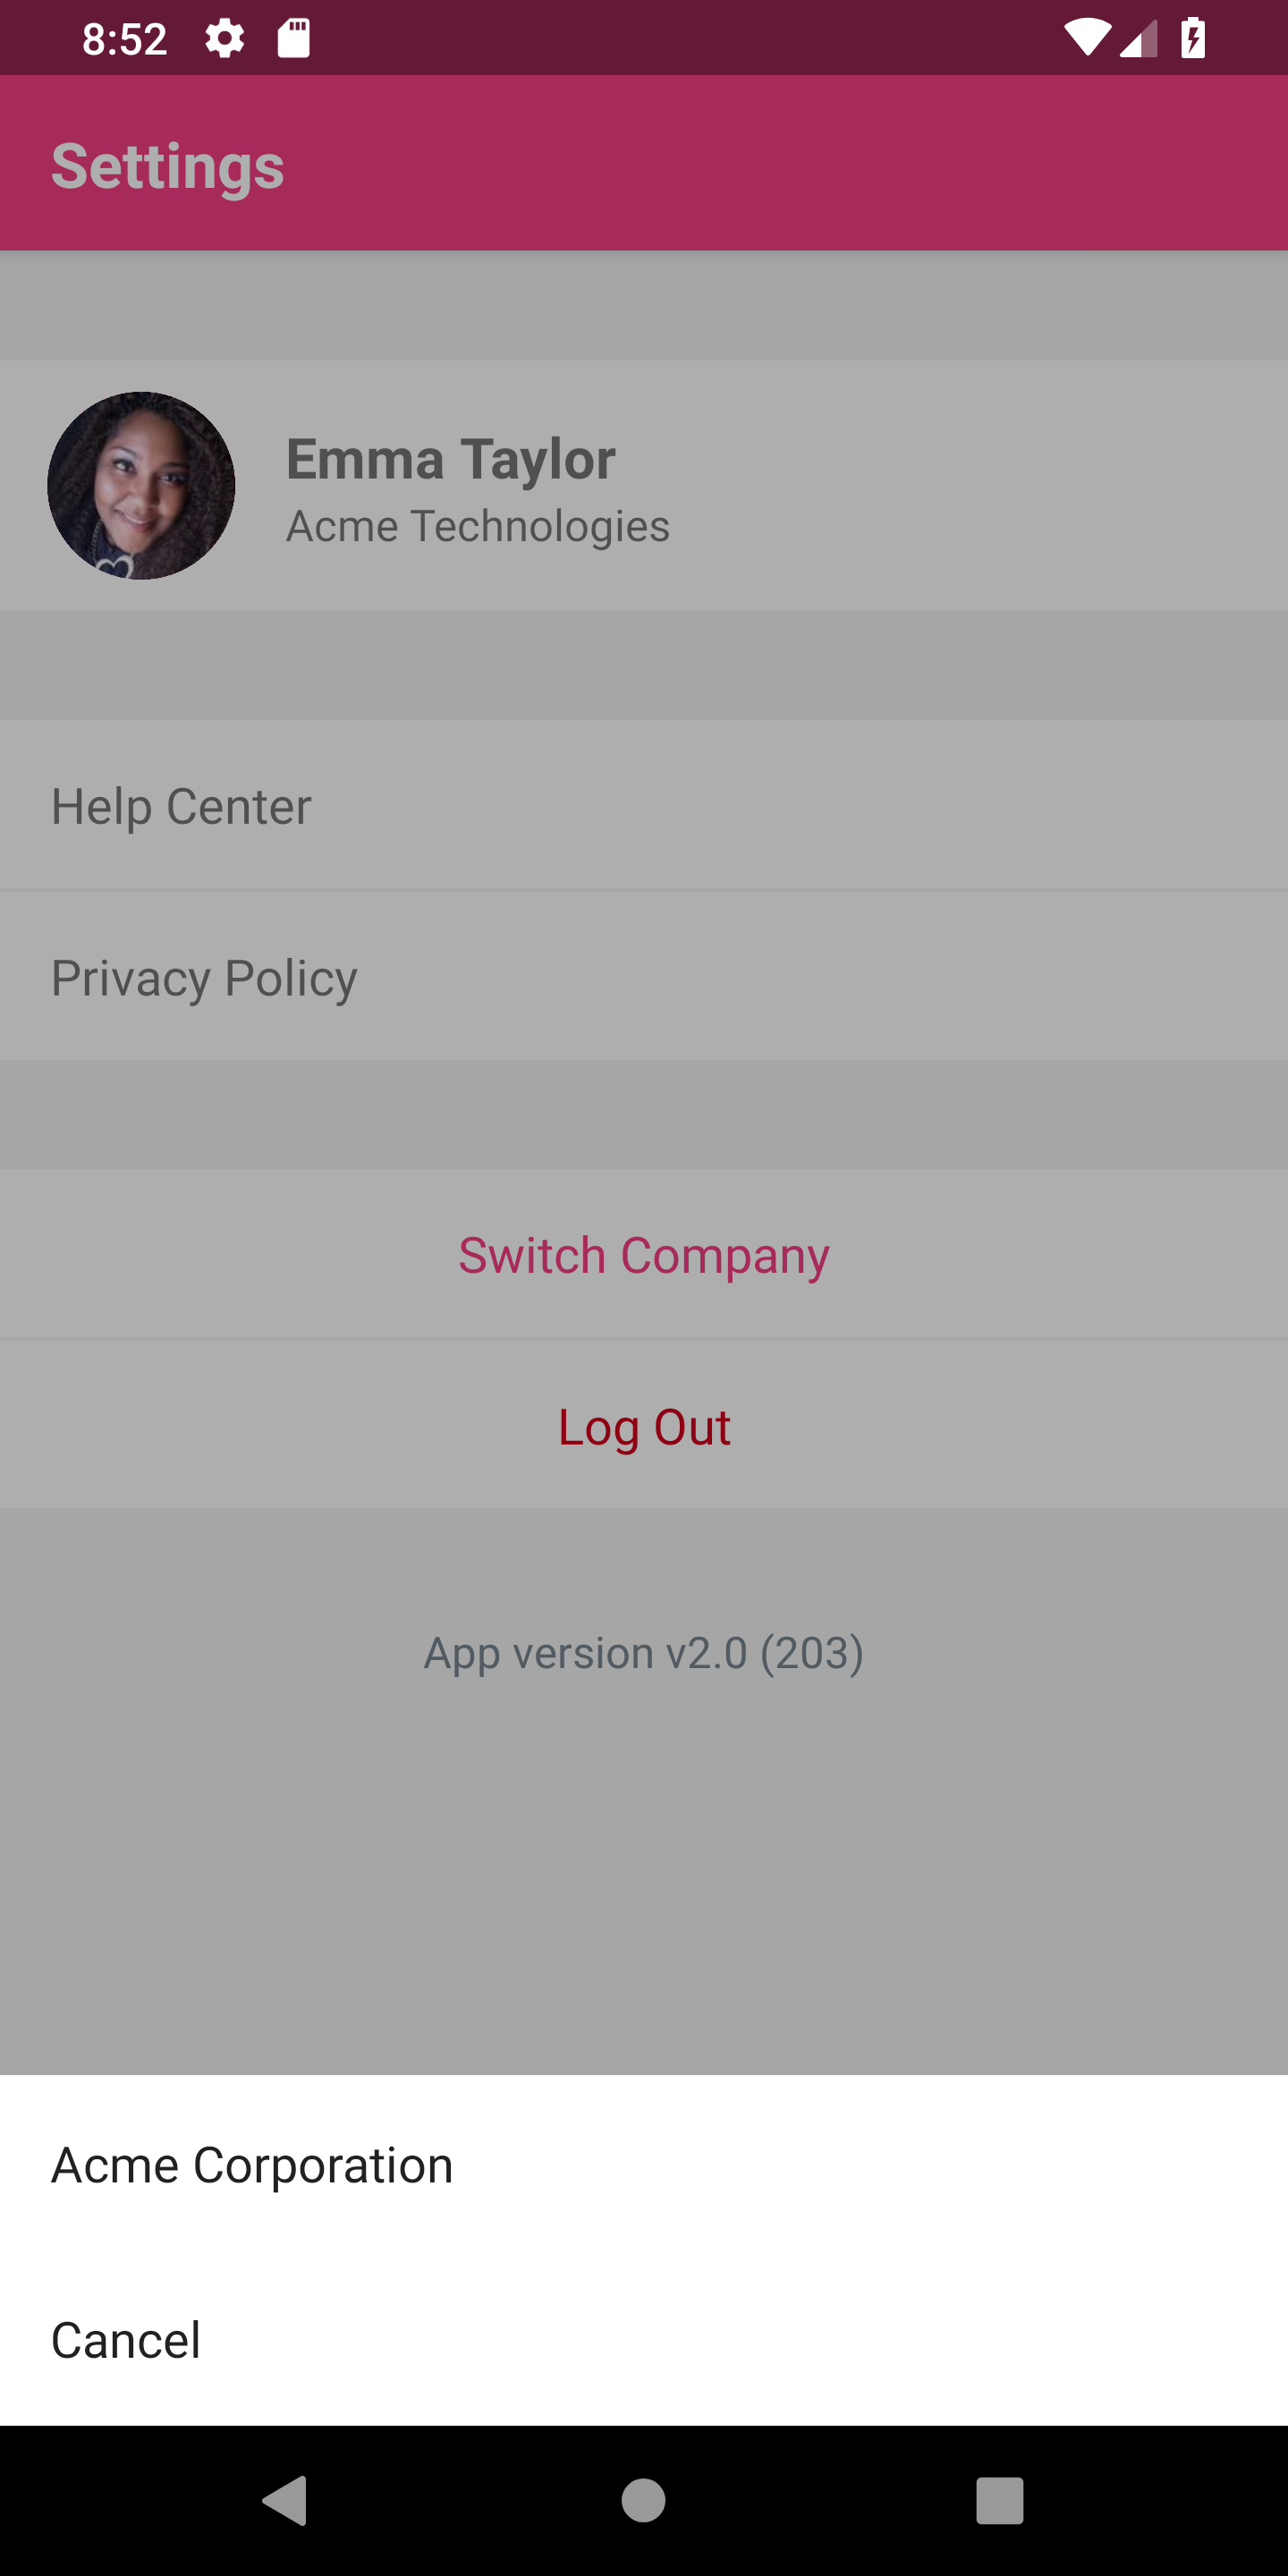 8:52
Settings
Emma Taylor
Acme Technologies
Help Center
Privacy Policy
Switch Company
Log Out
App version v2.0 (203)
Acme Corporation
Cancel